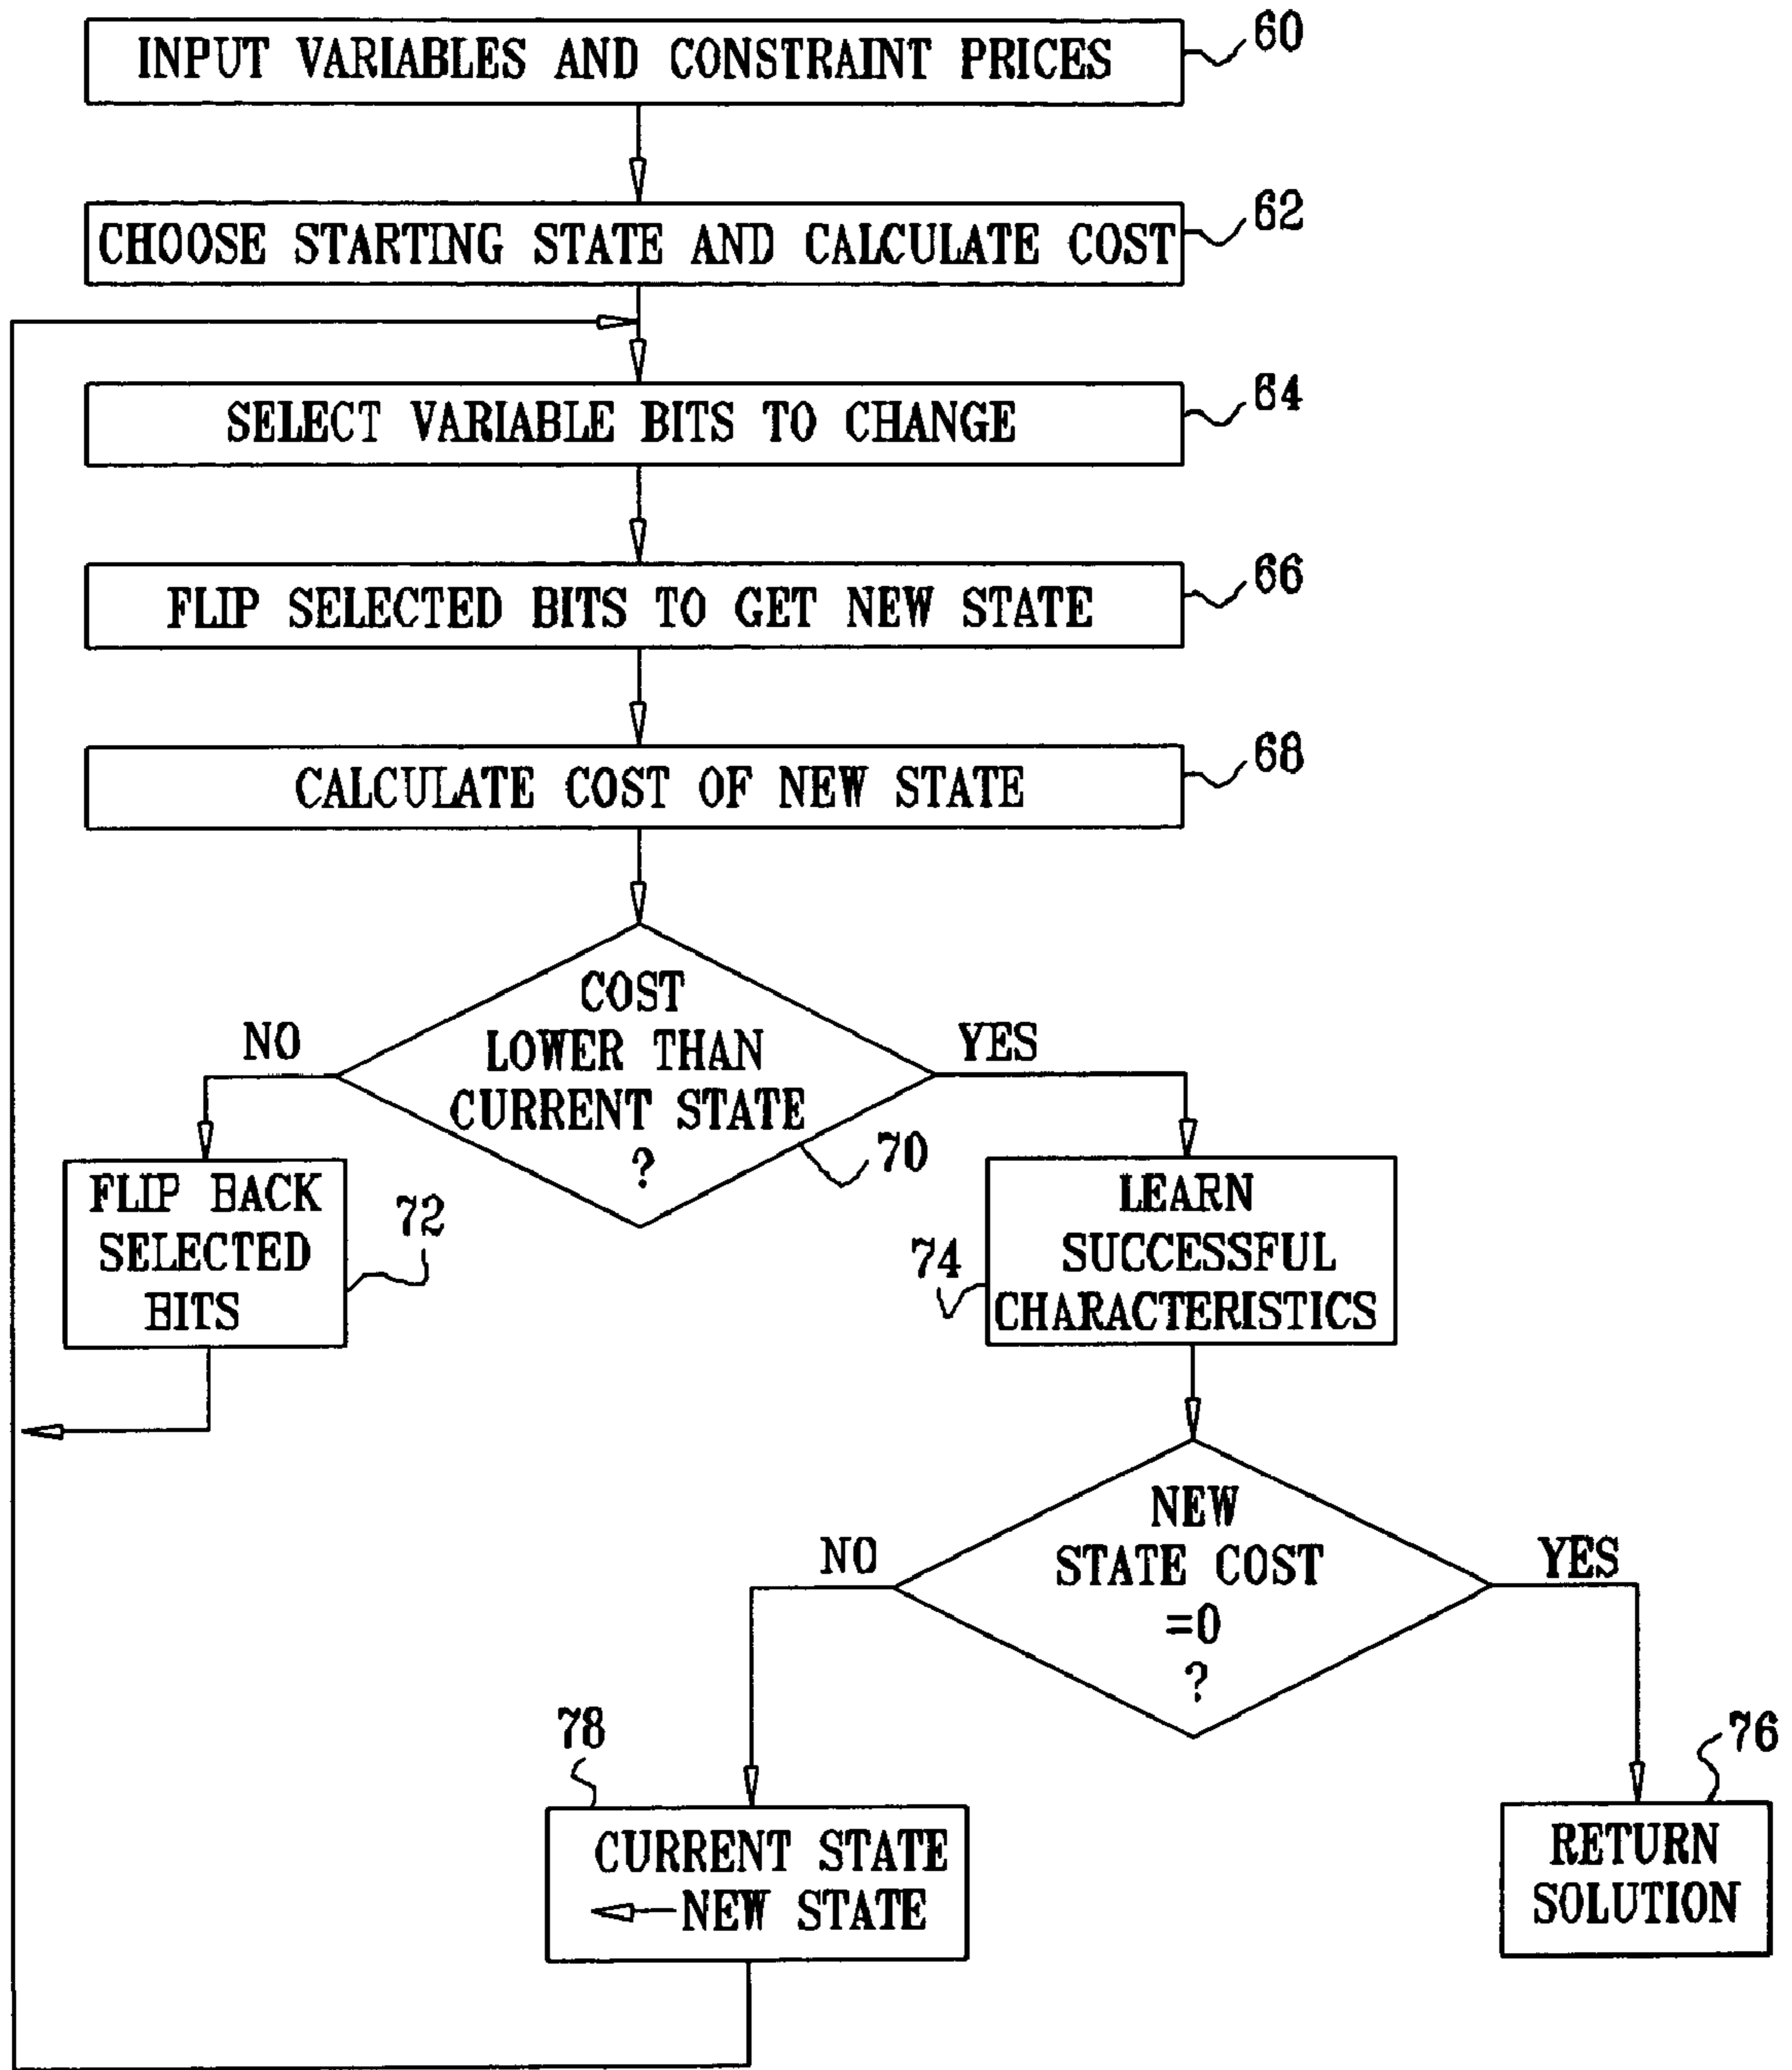 INPUT VARIABLES AND CONSTRAINT PRICES
60
CHOOSE STARTING STATE AND CALCULATE COST
62
SELECT VARIABLE BITS TO CHANGE
64
FLIP SELECTED BITS TO GET NEW STATE
66
CALCULATE COST OF NEW STATE
68
COST
LOWER THAN
CURRENT STATE
?
NO
YES
70
FLIP BACK
SELECTED
BITS
72
LEARN
SUCCESSFUL
CHARACTERISTICS
74
NEW
STATE COST
=0
?
NO
YES
78
CURRENT STATE
← NEW STATE
76
RETURN
SOLUTION